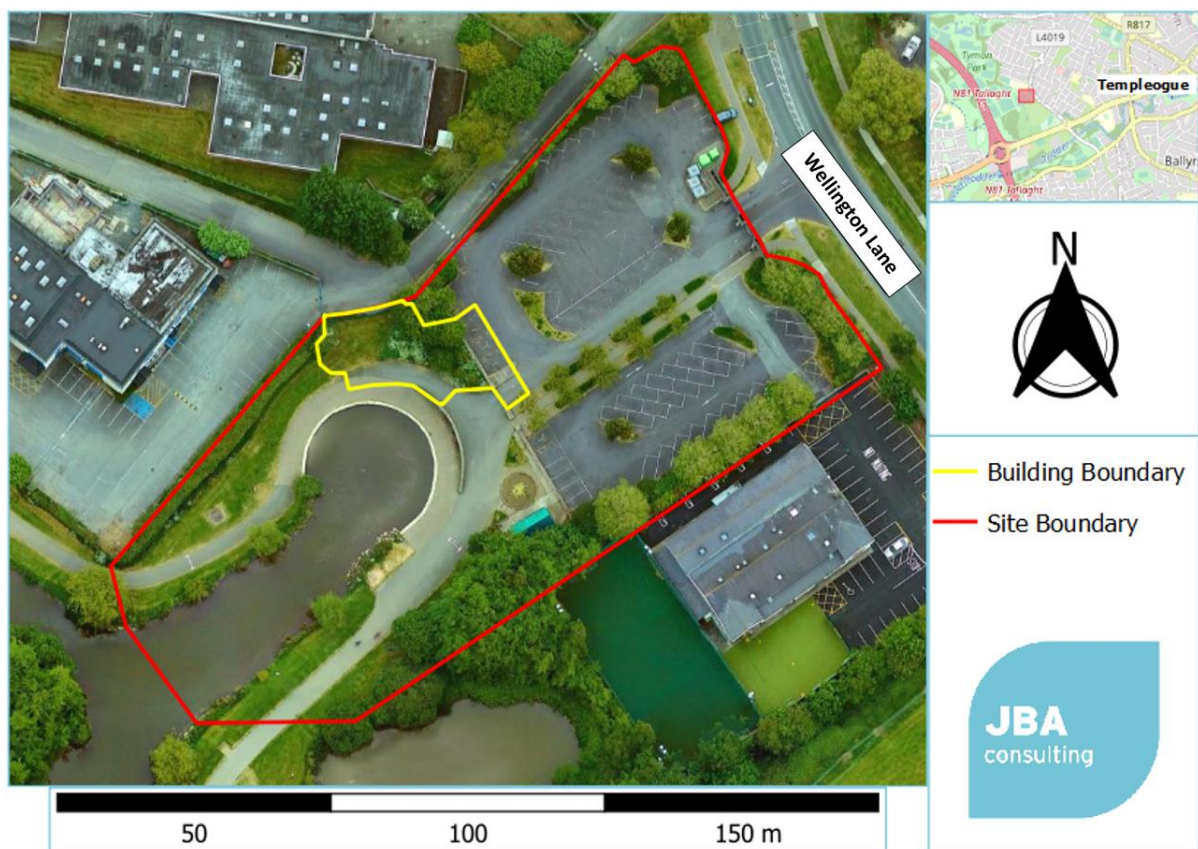 Wellington Lane
R817
L4019
Tymon
Park
N81 Tallaght
Templeogue
Ballyr
N81 Tallaght
N
Building Boundary
Site Boundary
JBA
consulting
50 100 150 m